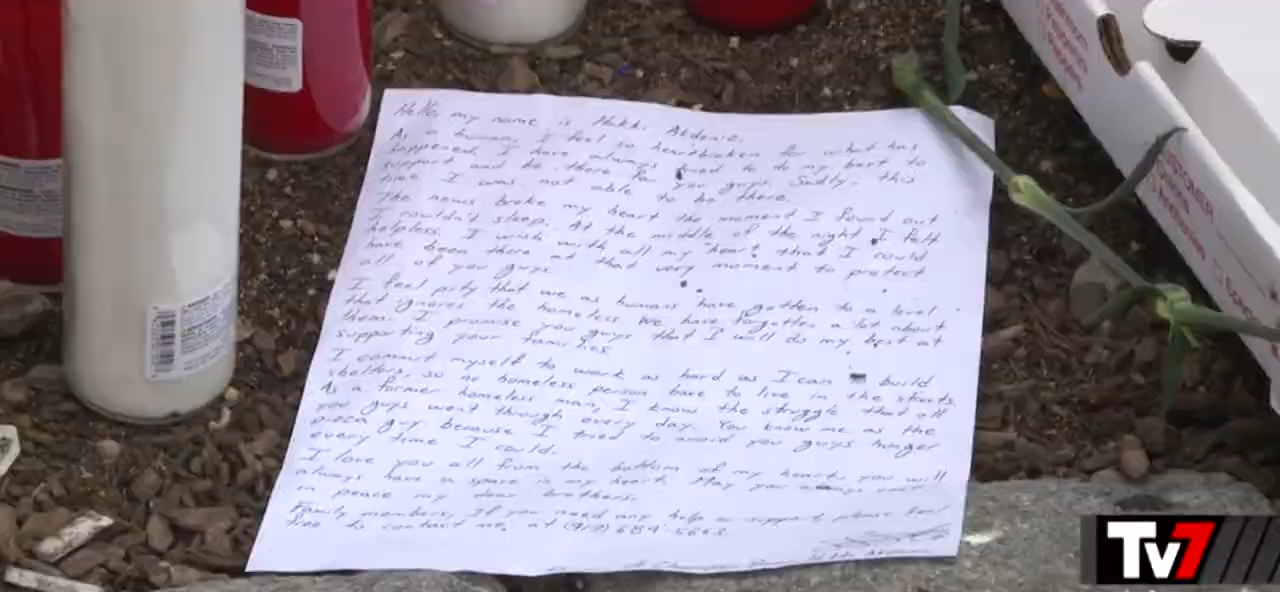 Hello, my name is Hakki Akdeniz.
As a human, I feel so heartbroken for what has
happened. I have always tried to do my best to
support and be there for you guys. Sadly, this
time I was not able to be there.
The news broke my heart the moment I found out
I couldn't sleep. At the middle of the night I felt
helpless. I wish with all my heart that I could
have been there at that very moment to protect
all of you guys
I feel pity that we as humans have gotten to a level
that ignores the homeless We have forgotten a lot about
them. I promise you guys that I will do my best at
supporting your families
I commit myself to work as hard as I can build
shelters, so no homeless person have to live in the streets.
As a former homeless man, I know the struggle that all
you guys went through every day. You know me as the
pizza guy because I tried to avoid you guys hunger
every time I could.
I love you all from the bottom of my heart, you will
always have a space in my heart. May you always rest
in peace my dear brothers.
Family members, If you need any help or support please feel
free to contact me, at
Hakki Akdeniz
CUSTOMER
Tv7